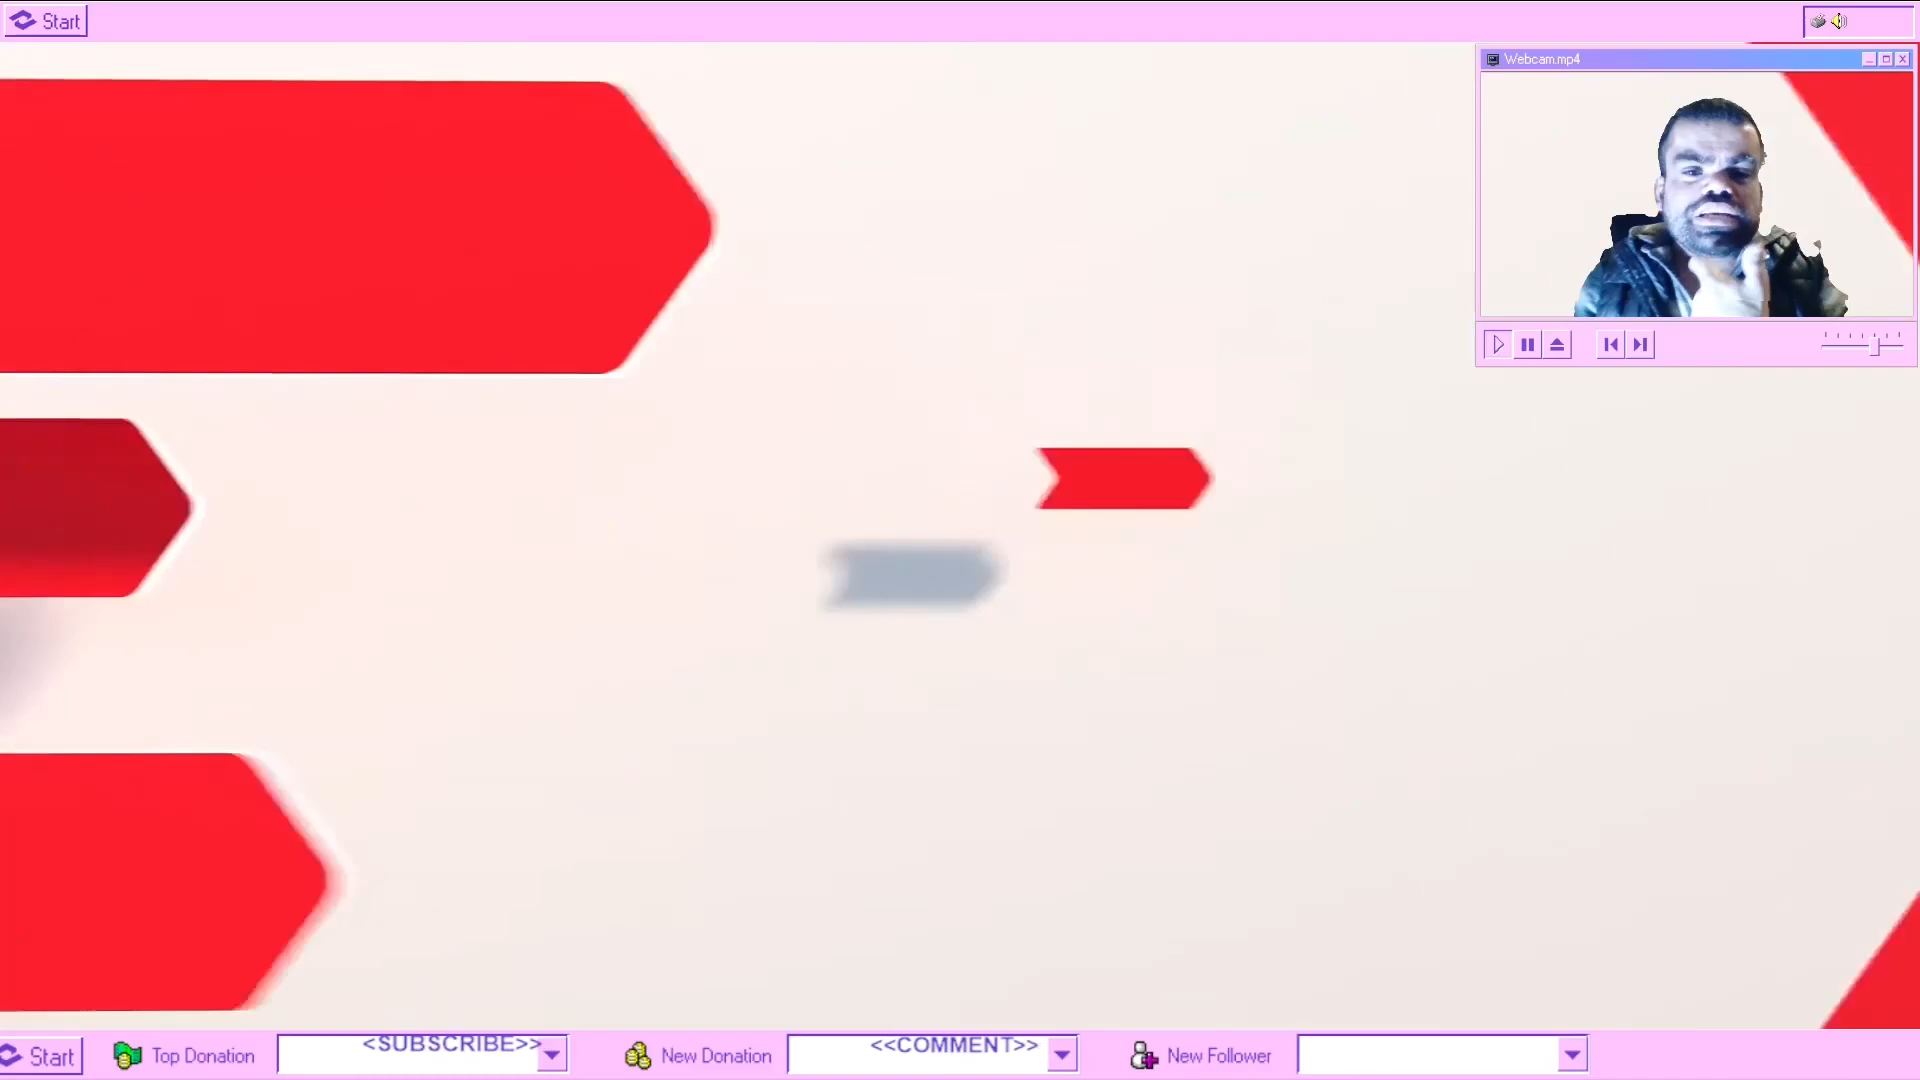 Start
Webcam.mp4
Start
Top Donation
<SUBSCRIBE>>
New Donation
<<COMMENT>>
New Follower